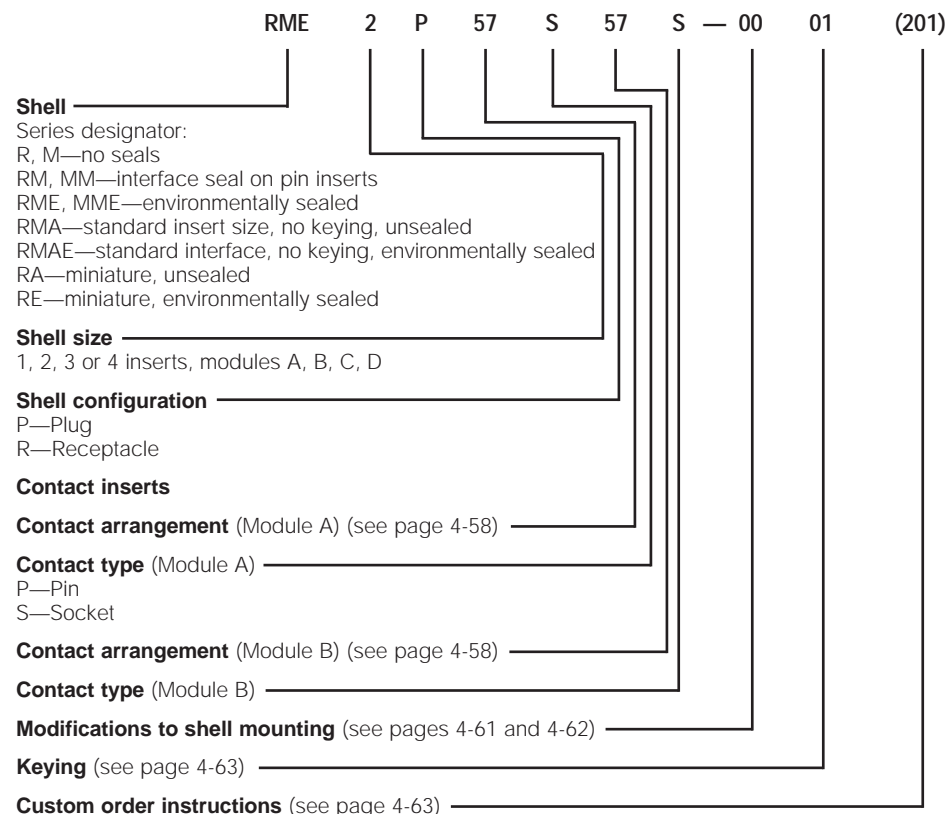 RME 2 P 57 S 57 S — 00 01 (201)
Shell
Series designator:
R, M—no seals
RM, MM—interface seal on pin inserts
RME, MME—environmentally sealed
RMA—standard insert size, no keying, unsealed
RMAE—standard interface, no keying, environmentally sealed
RA—miniature, unsealed
RE—miniature, environmentally sealed
Shell size
1, 2, 3 or 4 inserts, modules A, B, C, D
Shell configuration
P—Plug
R—Receptacle
Contact inserts
Contact arrangement (Module A) (see page 4-58)
Contact type (Module A)
P—Pin
S—Socket
Contact arrangement (Module B) (see page 4-58)
Contact type (Module B)
Modifications to shell mounting (see pages 4-61 and 4-62)
Keying (see page 4-63)
Custom order instructions (see page 4-63)